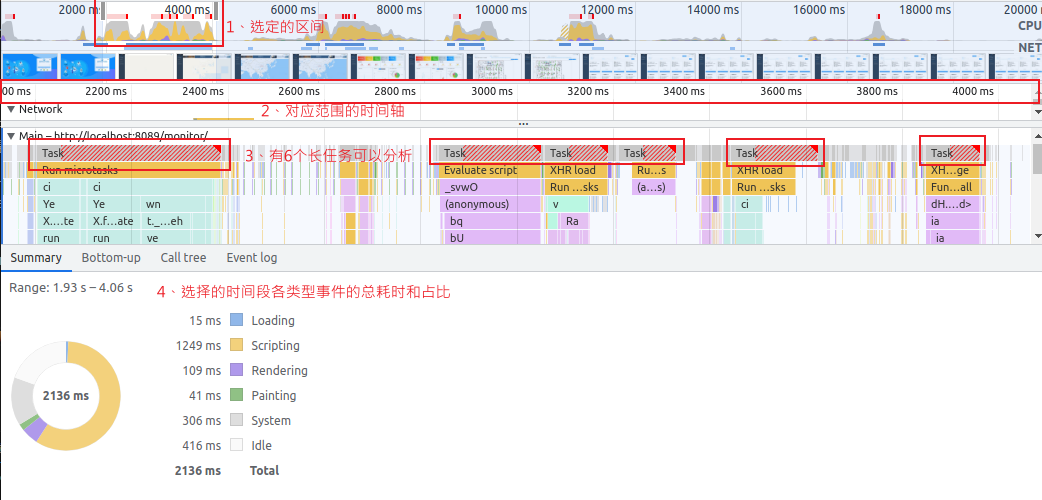 2000 ms 4000 ms 6000 ms 8000 ms 10000 ms 12000 ms 14000 ms 16000 ms 18000 ms 20000
1、选定的区间
CPU
NET
00 ms 2200 ms 2400 ms 2600 ms 2800 ms 3000 ms 3200 ms 3400 ms 3600 ms 3800 ms 4000 ms
▼ Network
2、对应范围的时间轴
...
▼ Main – http://localhost:8089/monitor/
Task Task Task Task Task Task
3、有6个长任务可以分析
Run microtasks Evaluate script XHR load Ru...s XHR load XH...ge
ci ci _svwO Run ...sks (a...s) Run ...sks Fun...all
Ye Ye wn (anonymous) v ci dH....d>
X....te X.f...ate t._...eh bq Ra ia
run run ve bU ia
Summary Bottom-up Call tree Event log
Range: 1.93 s – 4.06 s
4、选择的时间段各类型事件的总耗时和占比
15 ms Loading
1249 ms Scripting
109 ms Rendering
2136 ms
41 ms Painting
306 ms System
416 ms Idle
2136 ms Total